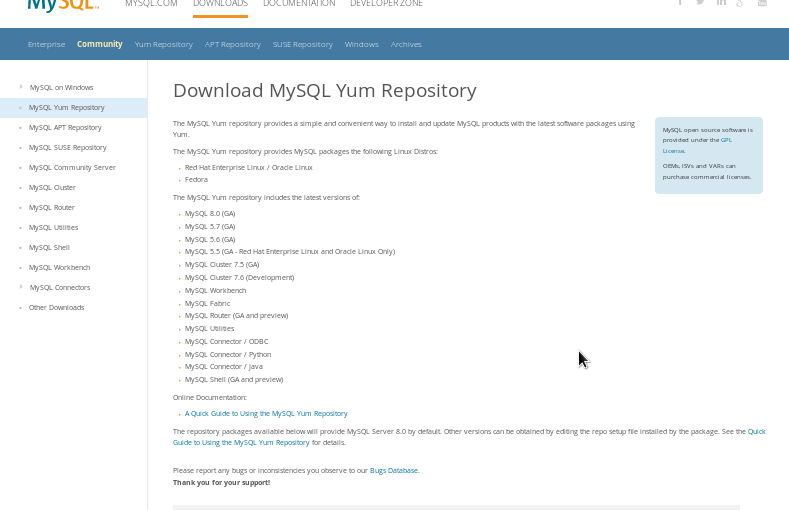 MySQL™
MYSQL.COM DOWNLOADS DOCUMENTATION DEVELOPER ZONE
Enterprise Community Yum Repository APT Repository SUSE Repository Windows Archives
MySQL on Windows
MySQL Yum Repository
MySQL APT Repository
MySQL SUSE Repository
MySQL Community Server
MySQL Cluster
MySQL Router
MySQL Utilities
MySQL Shell
MySQL Workbench
MySQL Connectors
Other Downloads
Download MySQL Yum Repository
The MySQL Yum repository provides a simple and convenient way to install and update MySQL products with the latest software packages using
Yum.
The MySQL Yum repository provides MySQL packages the following Linux Distros:
Red Hat Enterprise Linux / Oracle Linux
Fedora
The MySQL Yum repository includes the latest versions of:
MySQL 8.0 (GA)
MySQL 5.7 (GA)
MySQL 5.6 (GA)
MySQL 5.5 (GA - Red Hat Enterprise Linux and Oracle Linux Only)
MySQL Cluster 7.5 (GA)
MySQL Cluster 7.6 (Development)
MySQL Workbench
MySQL Fabric
MySQL Router (GA and preview)
MySQL Utilities
MySQL Connector / ODBC
MySQL Connector / Python
MySQL Connector / Java
MySQL Shell (GA and preview)
Online Documentation:
A Quick Guide to Using the MySQL Yum Repository
The repository packages available below will provide MySQL Server 8.0 by default. Other versions can be obtained by editing the repo setup file installed by the package. See the Quick
Guide to Using the MySQL Yum Repository for details.
Please report any bugs or inconsistencies you observe to our Bugs Database.
Thank you for your support!
MySQL open source software is
provided under the GPL
License.
OEMs, ISVs and VARs can
purchase commercial licenses.